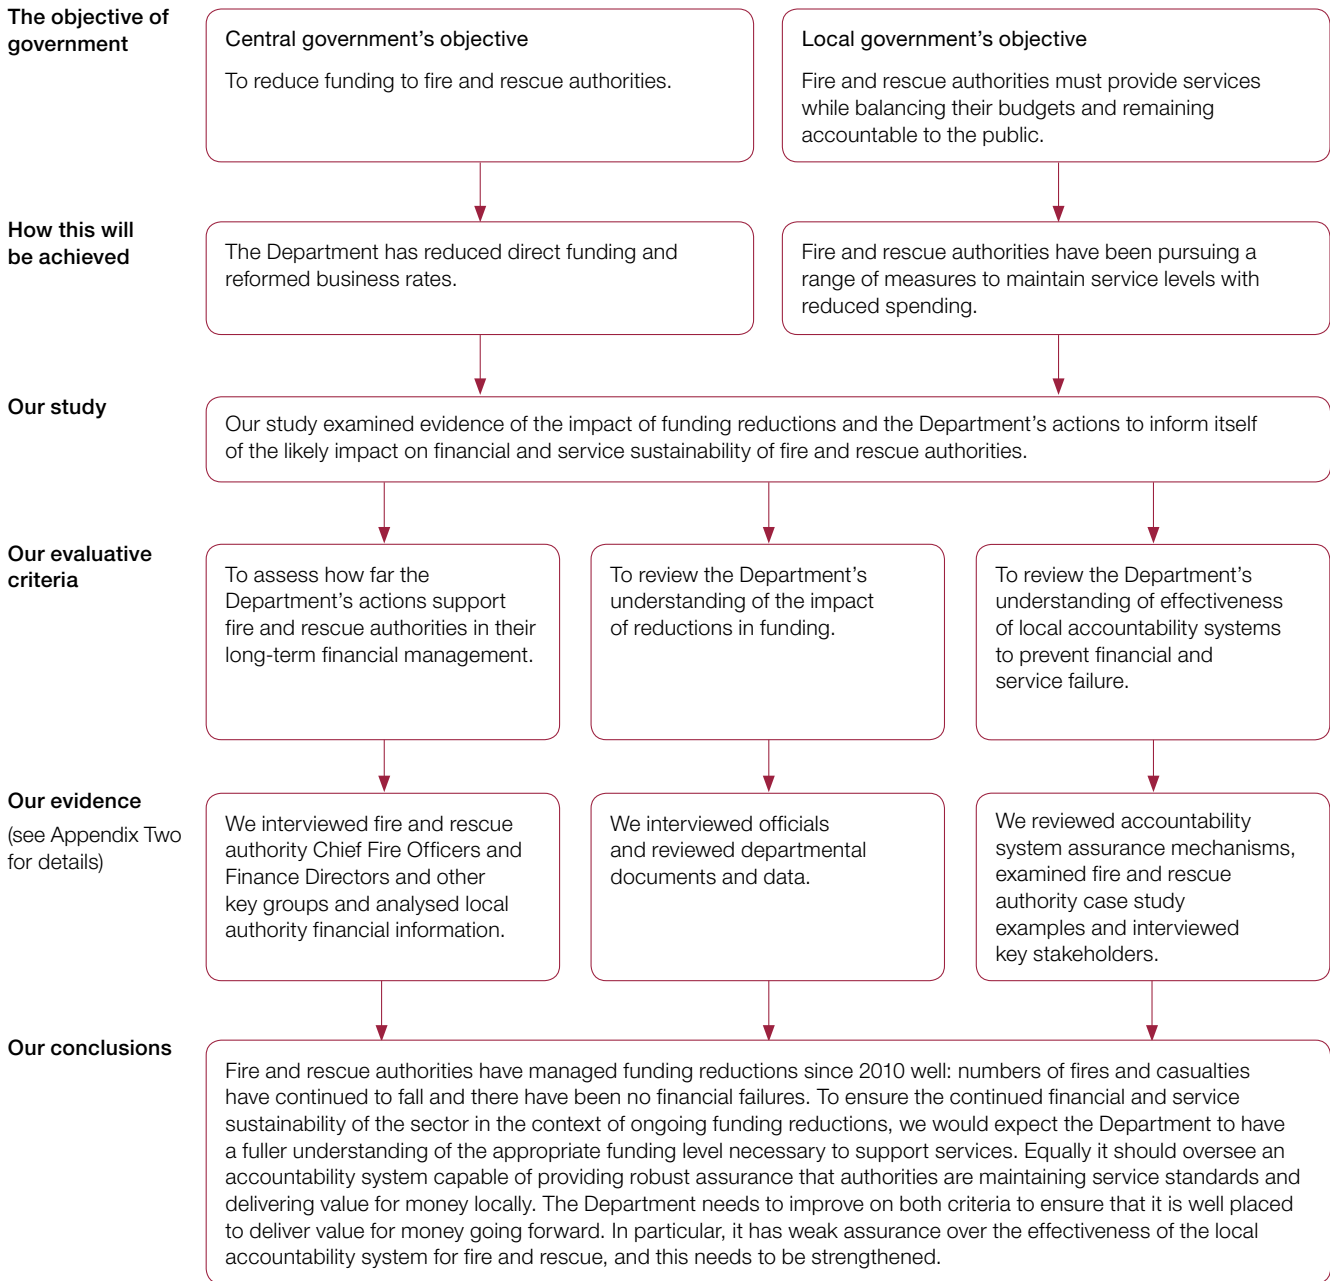 The objective of
government
Central government's objective
To reduce funding to fire and rescue authorities.
Local government's objective
Fire and rescue authorities must provide services
while balancing their budgets and remaining
accountable to the public.
How this will
be achieved
The Department has reduced direct funding and
reformed business rates.
Fire and rescue authorities have been pursuing a
range of measures to maintain service levels with
reduced spending.
Our study
Our study examined evidence of the impact of funding reductions and the Department's actions to inform itself
of the likely impact on financial and service sustainability of fire and rescue authorities.
Our evaluative
criteria
To assess how far the
Department's actions support
fire and rescue authorities in their
long-term financial management.
To review the Department's
understanding of the impact
of reductions in funding.
To review the Department's
understanding of effectiveness
of local accountability systems
to prevent financial and
service failure.
Our evidence
(see Appendix Two
for details)
We interviewed fire and rescue
authority Chief Fire Officers and
Finance Directors and other
key groups and analysed local
authority financial information.
We interviewed officials
and reviewed departmental
documents and data.
We reviewed accountability
system assurance mechanisms,
examined fire and rescue
authority case study
examples and interviewed
key stakeholders.
Our conclusions
Fire and rescue authorities have managed funding reductions since 2010 well: numbers of fires and casualties
have continued to fall and there have been no financial failures. To ensure the continued financial and service
sustainability of the sector in the context of ongoing funding reductions, we would expect the Department to have
a fuller understanding of the appropriate funding level necessary to support services. Equally it should oversee an
accountability system capable of providing robust assurance that authorities are maintaining service standards and
delivering value for money locally. The Department needs to improve on both criteria to ensure that it is well placed
to deliver value for money going forward. In particular, it has weak assurance over the effectiveness of the local
accountability system for fire and rescue, and this needs to be strengthened.